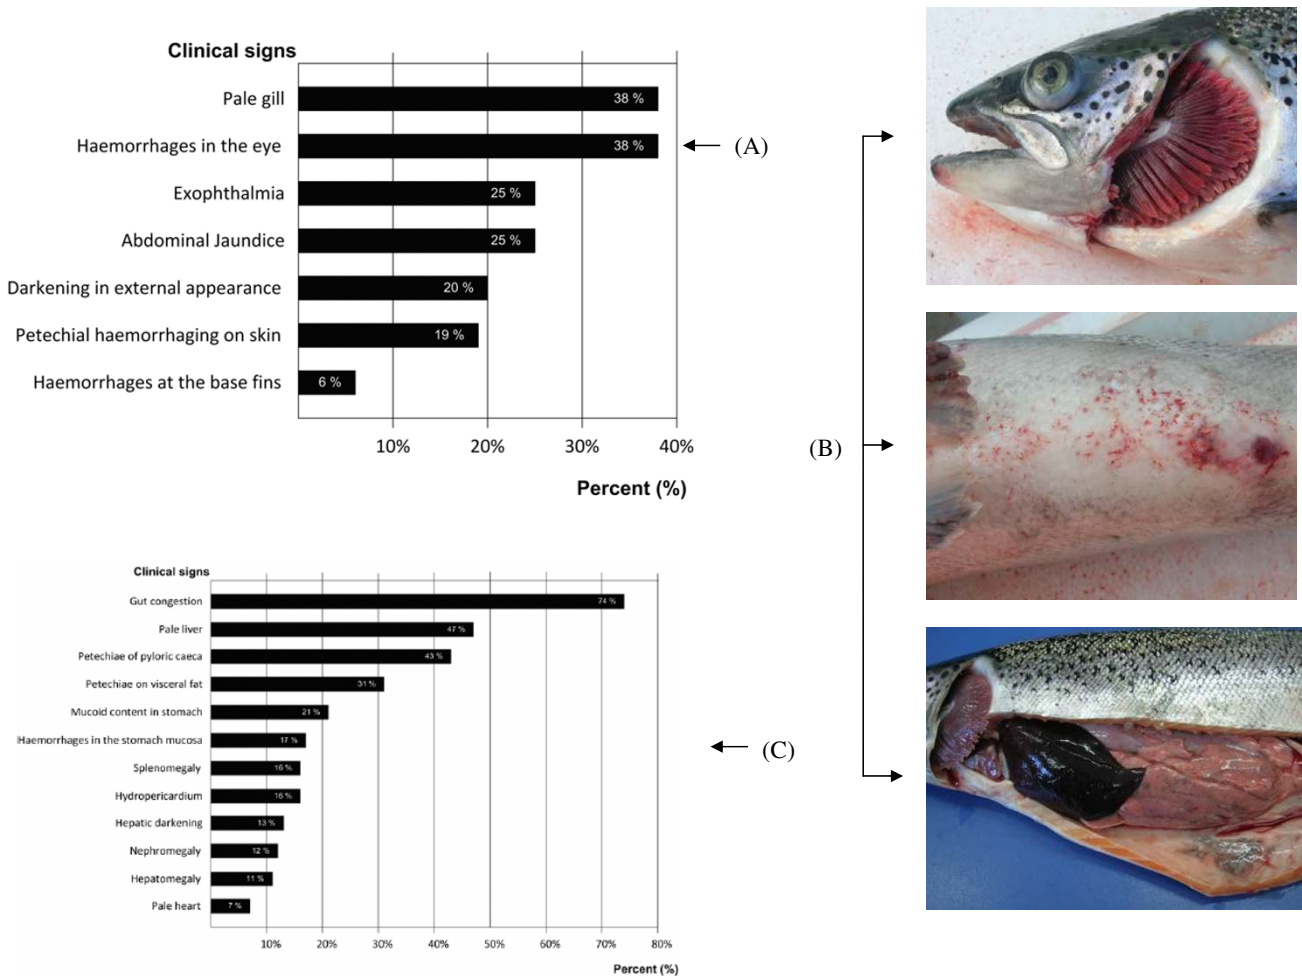 Clinical signs
Pale gill 38 %
Haemorrhages in the eye 38 %
Exophthalmia 25 %
Abdominal Jaundice 25 %
Darkening in external appearance 20 %
Petechial haemorrhaging on skin 19 %
Haemorrhages at the base fins 6 %
10% 20% 30% 40%
Percent (%)
(A)
Clinical signs
Gut congestion 74 %
Pale liver 47 %
Petechiae of pyloric caeca 43 %
Petechiae on visceral fat 31 %
Mucoid content in stomach 21 %
Haemorrhages in the stomach mucosa 17 %
Splenomegaly 16 %
Hydropericardium 16 %
Hepatic darkening 13 %
Nephromegaly 12 %
Hepatomegaly 11 %
Pale heart 7 %
10% 20% 30% 40% 50% 60% 70% 80%
Percent (%)
(C)
(B)